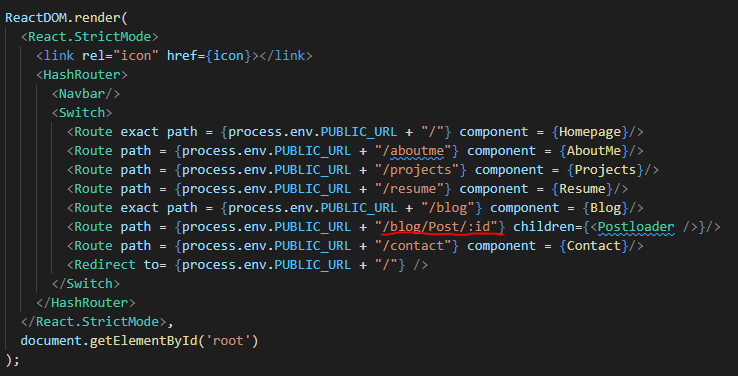 ReactDOM.render(
<React.StrictMode>
<link rel="icon" href={icon}></link>
<HashRouter>
<Navbar/>
<Switch>
<Route exact path = {process.env.PUBLIC_URL + "/"} component = {Homepage}/>
<Route path = {process.env.PUBLIC_URL + "/aboutme"} component = {AboutMe}/>
<Route path = {process.env.PUBLIC_URL + "/projects"} component = {Projects}/>
<Route path = {process.env.PUBLIC_URL + "/resume"} component = {Resume}/>
<Route exact path = {process.env.PUBLIC_URL + "/blog"} component = {Blog}/>
<Route path = {process.env.PUBLIC_URL + "/blog/Post/:id"} children={<Postloader />}/>
<Route path = {process.env.PUBLIC_URL + "/contact"} component = {Contact}/>
<Redirect to= {process.env.PUBLIC_URL + "/"} />
</Switch>
</HashRouter>
</React.StrictMode>,
document.getElementById('root')
);